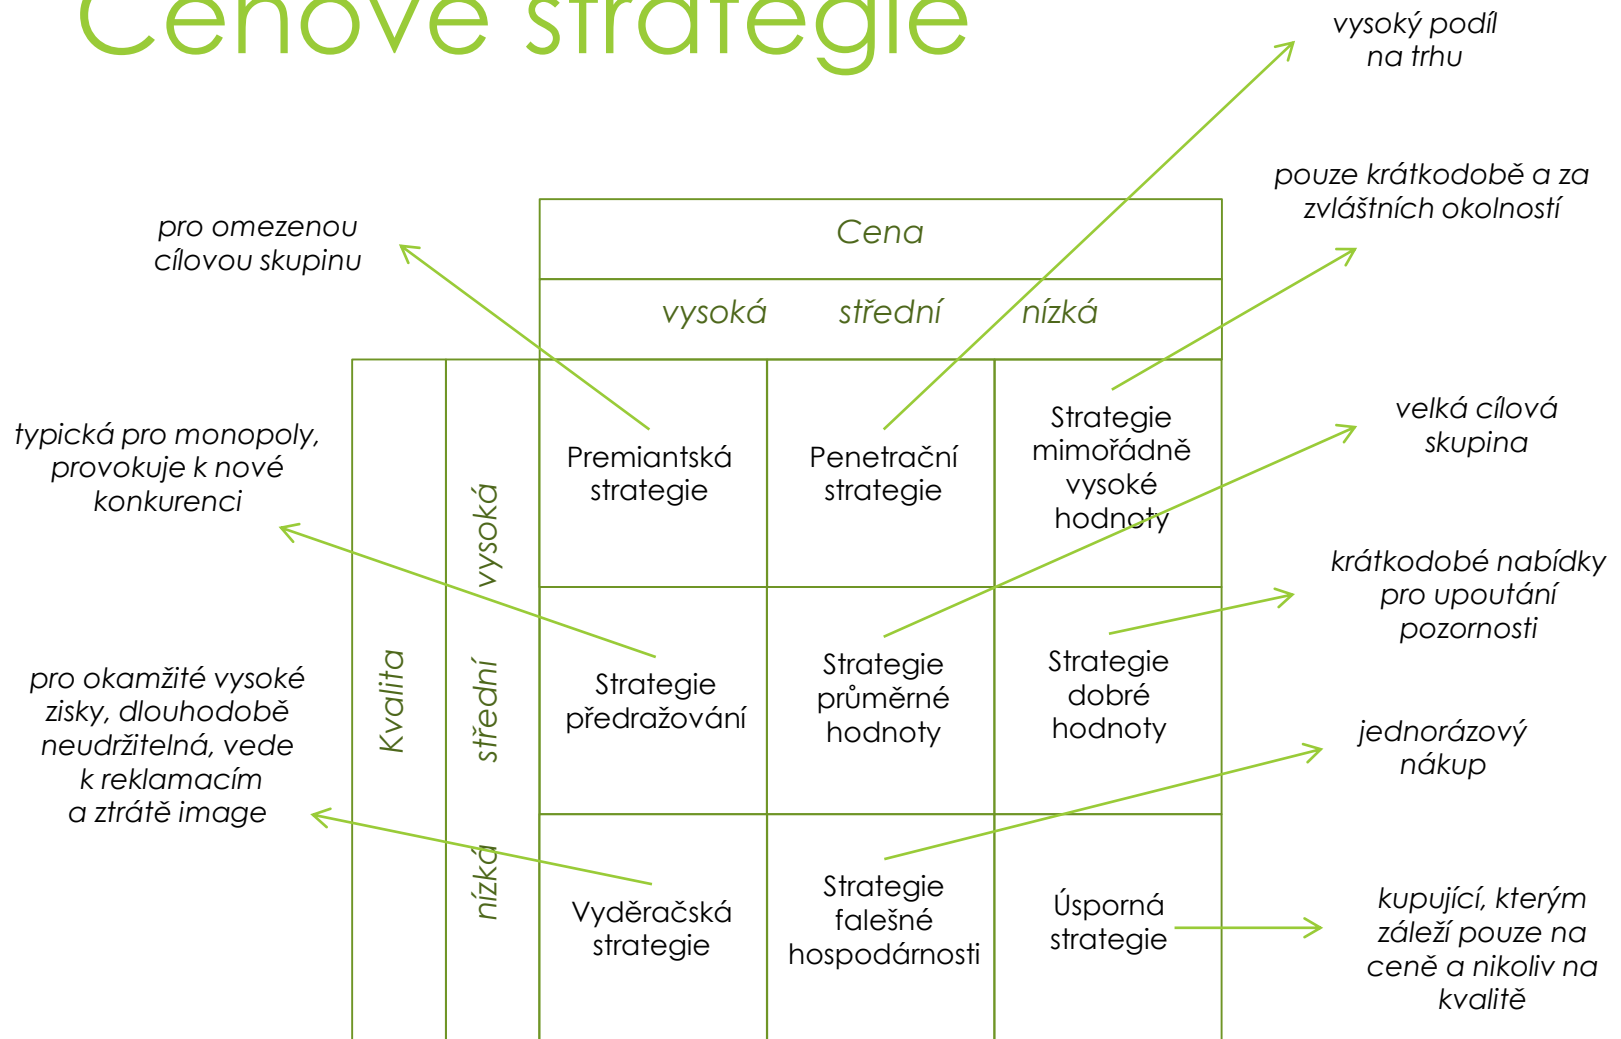 Cenové strategie
vysoký podíl
na trhu
pouze krátkodobě a za
zvláštních okolností
pro omezenou
cílovou skupinu
Cena
vysoká střední nízká
typická pro monopoly,
provokuje k nové
konkurenci
Premiantská
strategie
Penetrační
strategie
Strategie
mimořádně
vysoké
hodnoty
velká cílová
skupina
krátkodobé nabídky
pro upoutání
pozornosti
Kvalita
vysoká
střední
nízká
pro okamžité vysoké
zisky, dlouhodobě
neudržitelná, vede
k reklamacím
a ztrátě image
Strategie
předražování
Strategie
průměrné
hodnoty
Strategie
dobré
hodnoty
jednorázový
nákup
Vyděračská
strategie
Strategie
falešné
hospodárnosti
Úsporná
strategie
kupující, kterým
záleží pouze na
ceně a nikoliv na
kvalitě